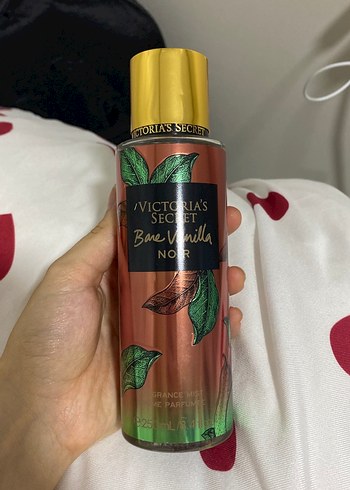 VICTORIA'S SECRET
VICTORIA'S
SECRET
Bare Vanilla
NOIR